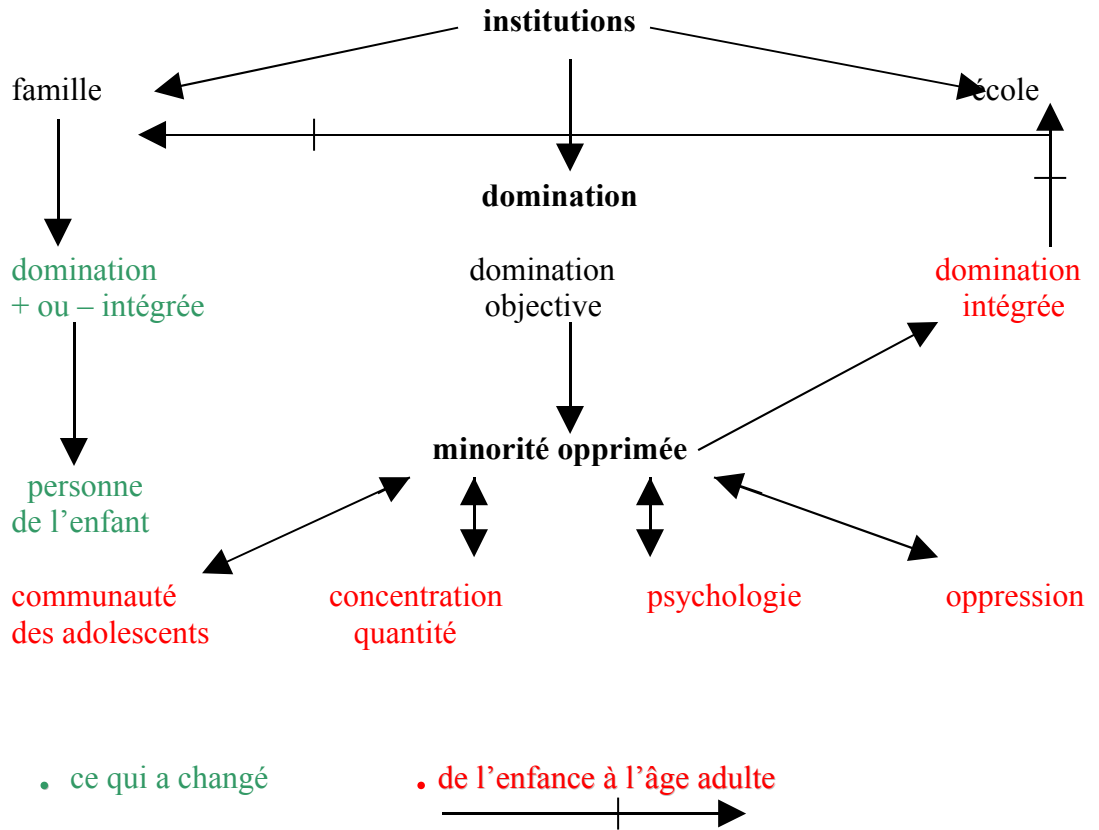 institutions
famille
école
domination
domination
+ ou – intégrée
domination
objective
domination
intégrée
minorité opprimée
personne
de l’enfant
communauté
des adolescents
concentration
quantité
psychologie
oppression
. ce qui a changé
. de l’enfance à l’âge adulte